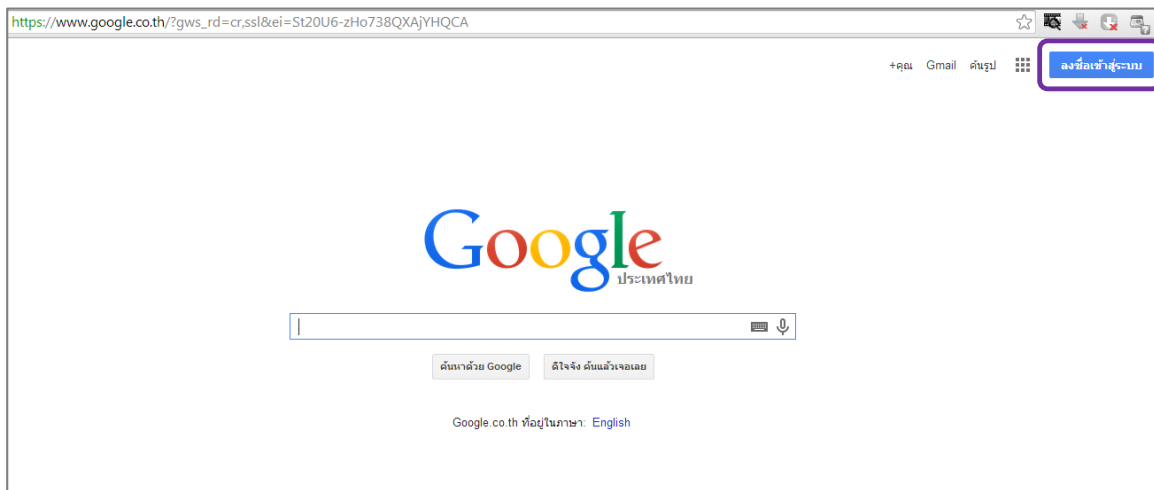 https://www.google.co.th/?gws_rd=cr,ssl&ei=St20U6-zHo738QXAjYHQCA
+คุณ Gmail ค้นรูป ลงชื่อเข้าสู่ระบบ
Google
ประเทศไทย
ค้นหาด้วย Google ดีใจจัง ค้นแล้วเจอเลย
Google.co.th ที่อยู่ในภาษา: English